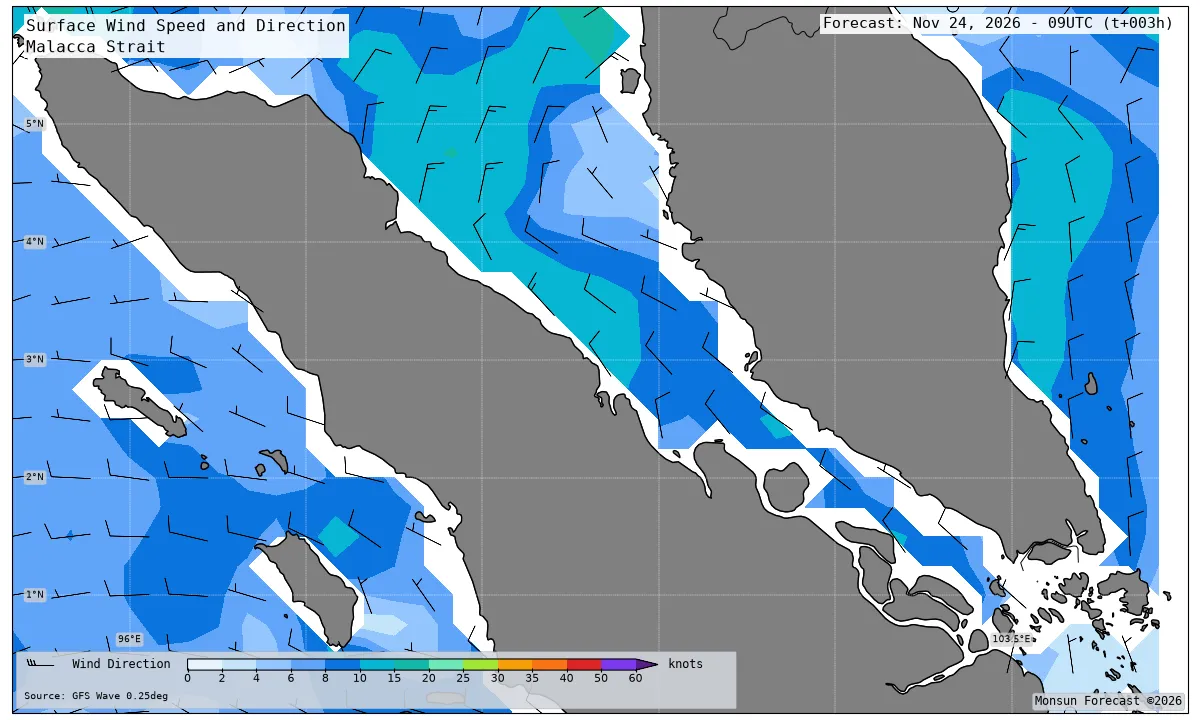 Surface Wind Speed and Direction
Malacca Strait
Forecast: Nov 24, 2026 - 09UTC (t+003h)
5°N
4°N
3°N
2°N
1°N
96°E
103.5°E
Wind Direction
knots
0 2 4 6 8 10 15 20 25 30 35 40 50 60
Source: GFS Wave 0.25deg
Monsun Forecast ©2026